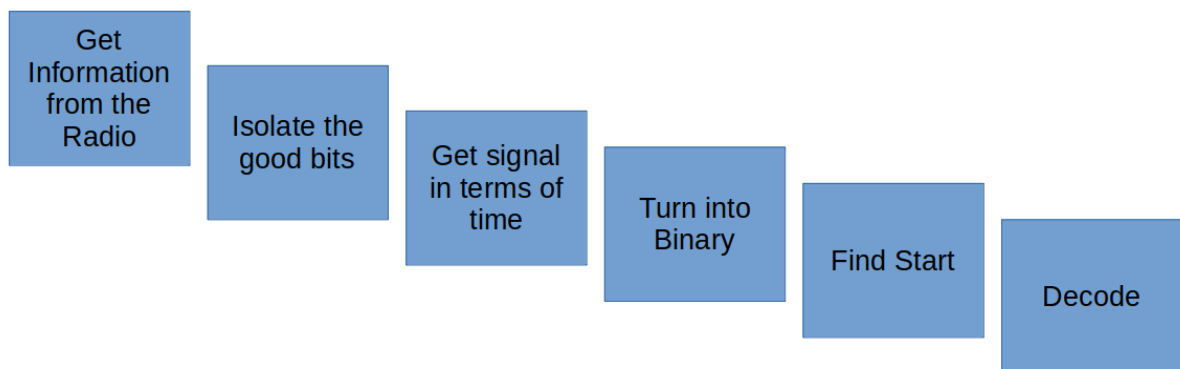 Get
Information
from the
Radio
Isolate the
good bits
Get signal
in terms of
time
Turn into
Binary
Find Start
Decode